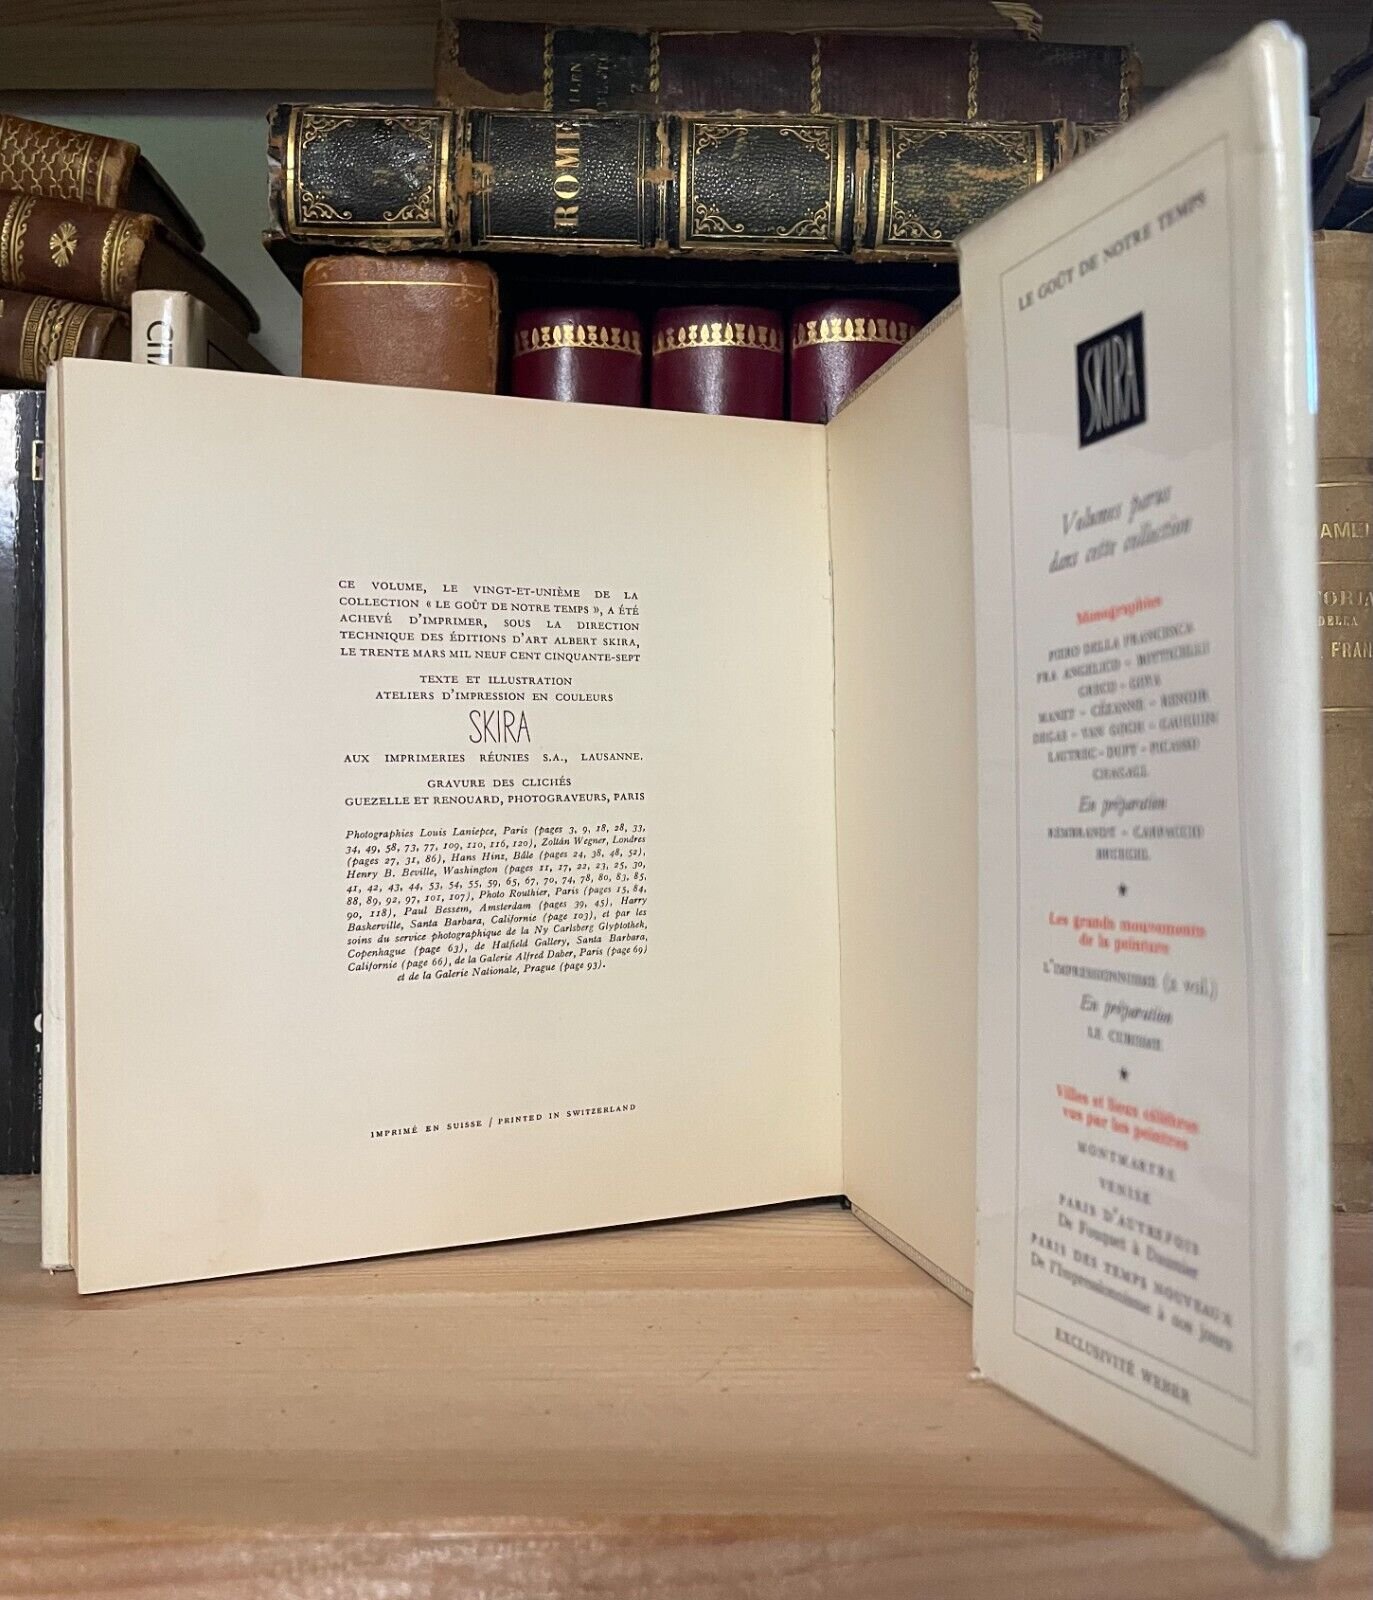 ROME
CIT
CE VOLUME, LE VINGT-ET-UNIÈME DE LA
COLLECTION « LE GOÛT DE NOTRE TEMPS », A ÉTÉ
ACHEVÉ D'IMPRIMER, SOUS LA DIRECTION
TECHNIQUE DES ÉDITIONS D'ART ALBERT SKIRA,
LE TRENTE MARS MIL NEUF CENT CINQUANTE-SEPT
TEXTE ET ILLUSTRATION
ATELIERS D'IMPRESSION EN COULEURS
SKIRA
AUX IMPRIMERIES RÉUNIES S.A., LAUSANNE.
GRAVURE DES CLICHÉS
GUEZELLE ET RENOUARD, PHOTOGRAVEURS, PARIS
Photographies Louis Laniepce, Paris (pages 3, 9, 18, 28, 33,
34, 49, 58, 73, 77, 109, 110, 116, 120), Zoltán Wegner, Londres
(pages 27, 31, 86), Hans Hinz, Bâle (pages 24, 38, 48, 52),
Henry B. Beville, Washington (pages 11, 17, 22, 23, 25, 30,
41, 42, 43, 44, 53, 54, 55, 59, 65, 67, 70, 74, 78, 80, 83, 85,
88, 89, 92, 97, 101, 107), Photo Routhier, Paris (pages 15, 84,
90, 118), Paul Bessem, Amsterdam (pages 39, 45), Harry
Baskerville, Santa Barbara, Californie (page 103), et par les
soins du service photographique de la Ny Carlsberg Glyptothek,
Copenhague (page 63), de Hatfield Gallery, Santa Barbara,
Californie (page 66), de la Galerie Alfred Daber, Paris (page 69)
et de la Galerie Nationale, Prague (page 93).
IMPRIMÉ EN SUISSE / PRINTED IN SWITZERLAND
LE GOÛT DE NOTRE TEMPS
SKIRA
Volumes parus
dans cette collection
Monographies
PIERO DELLA FRANCESCA
FRA ANGELICO - BOTTICELLI
GRECO - GOYA
MANET - CÉZANNE - RENOIR
DEGAS - VAN GOGH - GAUGUIN
LAUTREC - DUFY - PICASSO
CHAGALL
En préparation
REMBRANDT - CARPACCIO
BRUEGEL
Les grands mouvements
de la peinture
L'IMPRESSIONNISME (2 vol.)
En préparation
LE CUBISME
Villes et lieux célèbres
vus par les peintres
MONTMARTRE
VENISE
PARIS D'AUTREFOIS
De Fouquet à Daumier
PARIS DES TEMPS NOUVEAUX
De l'Impressionnisme à nos jours
EXCLUSIVITÉ WEBER
AMEI
TORIA
DELLA
FRAN